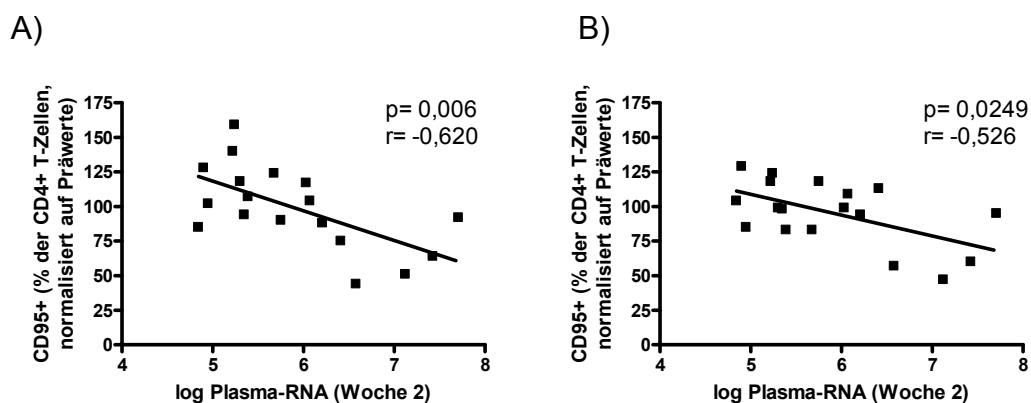 A)
p= 0,006
r= -0,620
CD95+ (% der CD4+ T-Zellen,
normalisiert auf Präwerte)
175
150
125
100
75
50
25
0
4
5
6
7
8
log Plasma-RNA (Woche 2)
B)
p= 0,0249
r= -0,526
CD95+ (% der CD4+ T-Zellen,
normalisiert auf Präwerte)
175
150
125
100
75
50
25
0
4
5
6
7
8
log Plasma-RNA (Woche 2)